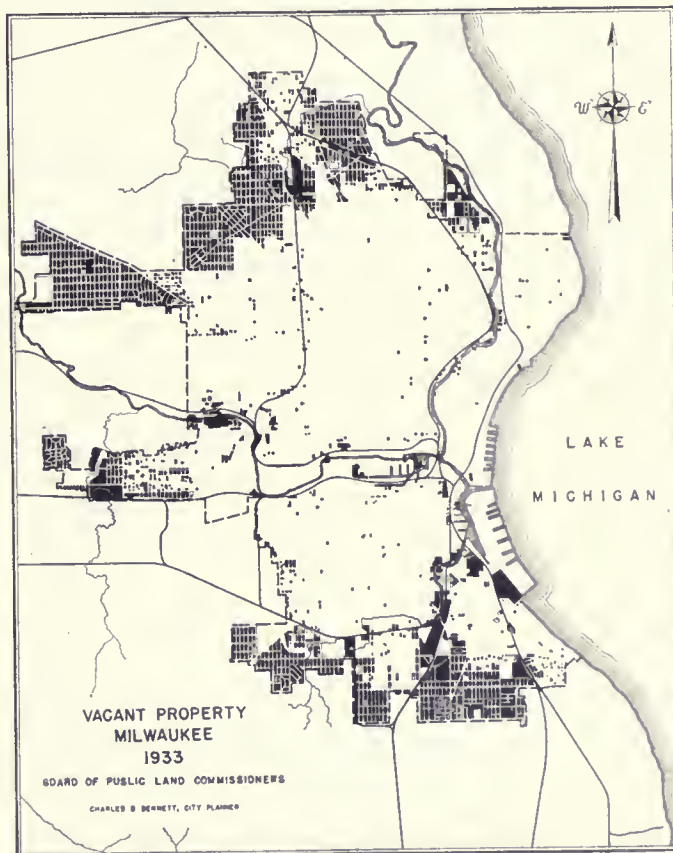 W E
LAKE
MICHIGAN
VACANT PROPERTY
MILWAUKEE
1933
BOARD OF PUBLIC LAND COMMISSIONERS
CHARLES B BENNETT, CITY PLANNER